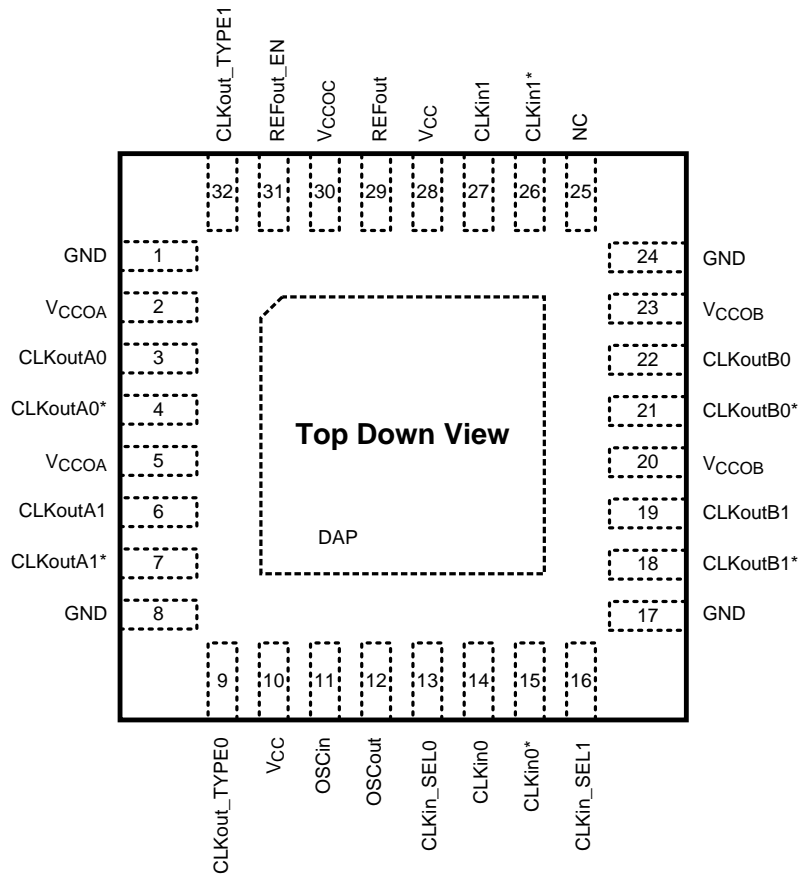 CLKout_TYPE1
REFout_EN
VCCOC
REFout
VCC
CLKin1
CLKin1*
NC
32
31
30
29
28
27
26
25
GND 1
VCCOA 2
CLKoutA0 3
CLKoutA0* 4
VCCOA 5
CLKoutA1 6
CLKoutA1* 7
GND 8
Top Down View
DAP
24 GND
23 VCCOB
22 CLKoutB0
21 CLKoutB0*
20 VCCOB
19 CLKoutB1
18 CLKoutB1*
17 GND
9
10
11
12
13
14
15
16
CLKout_TYPE0
VCC
OSCin
OSCout
CLKin_SEL0
CLKin0
CLKin0*
CLKin_SEL1